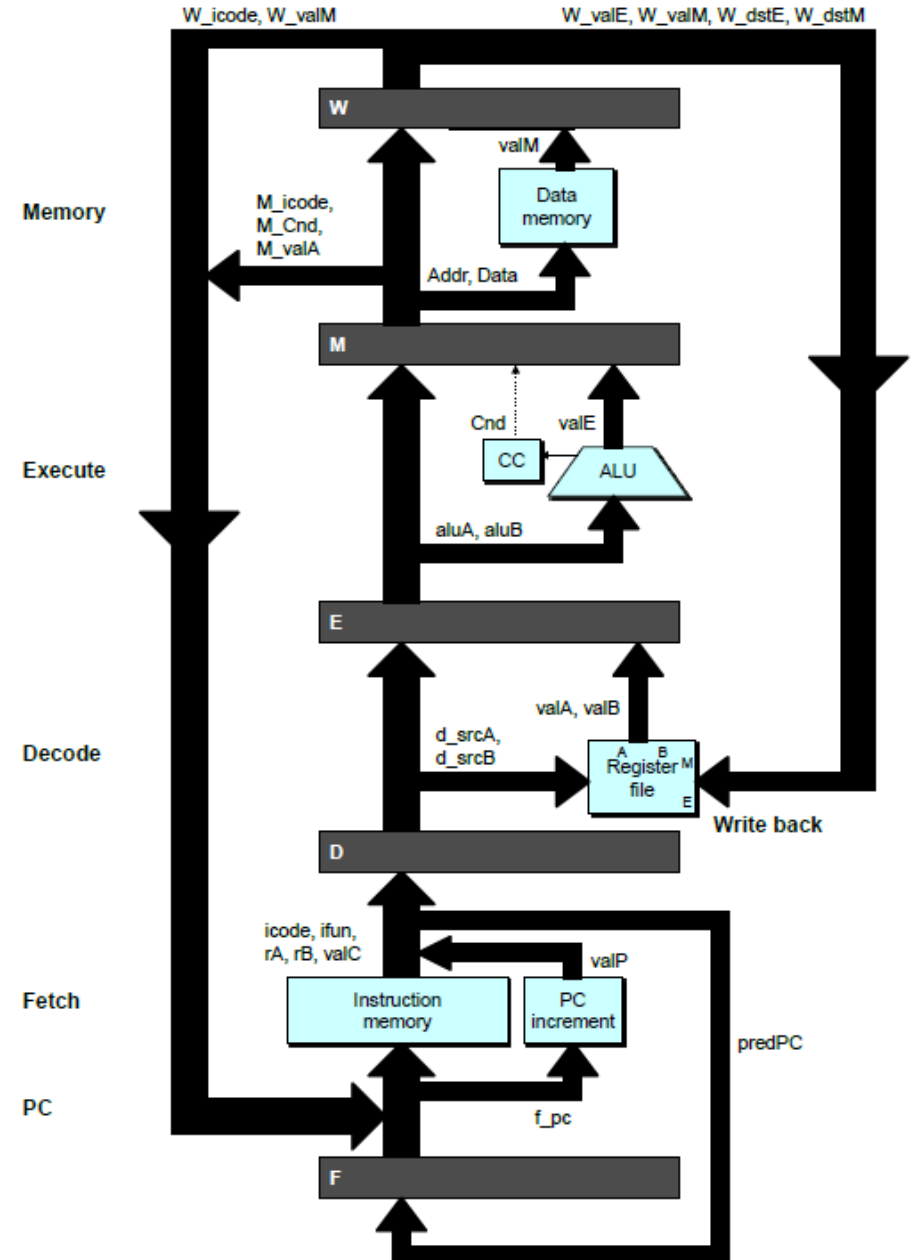 W_icode, W_valM
W_valE, W_valM, W_dstE, W_dstM
W
valM
Data
memory
Memory
M_icode,
M_Cnd,
M_valA
Addr, Data
M
Cnd
valE
CC
ALU
Execute
aluA, aluB
E
valA, valB
d_srcA,
d_srcB
Decode
A B
Register M
file
E
Write back
D
icode, ifun,
rA, rB, valC
valP
Fetch
Instruction
memory
PC
increment
predPC
PC
f_pc
F